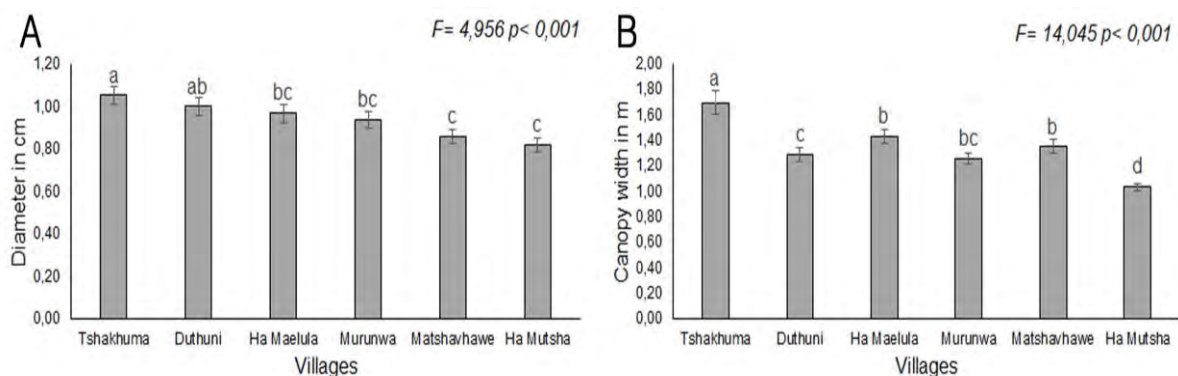 A
F= 4,956 p< 0,001
1,20
1,00
0,80
0,60
0,40
0,20
0,00
Diameter in cm
a
ab
bc
bc
c
c
Tshakhuma Duthuni Ha Maelula Murunwa Matshavhawe Ha Mutsha
Villages
B
F= 14,045 p< 0,001
2,00
1,80
1,60
1,40
1,20
1,00
0,80
0,60
0,40
0,20
0,00
Canopy width in m
a
c
b
bc
b
d
Tshakhuma Duthuni Ha Maelula Murunwa Matshavhawe Ha Mutsha
Villages